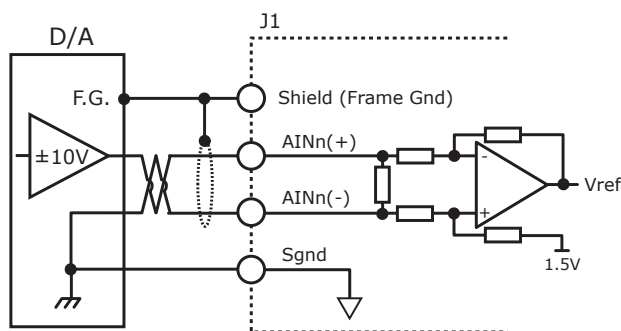 J1
D/A
F.G.
Shield (Frame Gnd)
±10V
AINn(+)
-
AINn(-)
+
Vref
Sgnd
1.5V